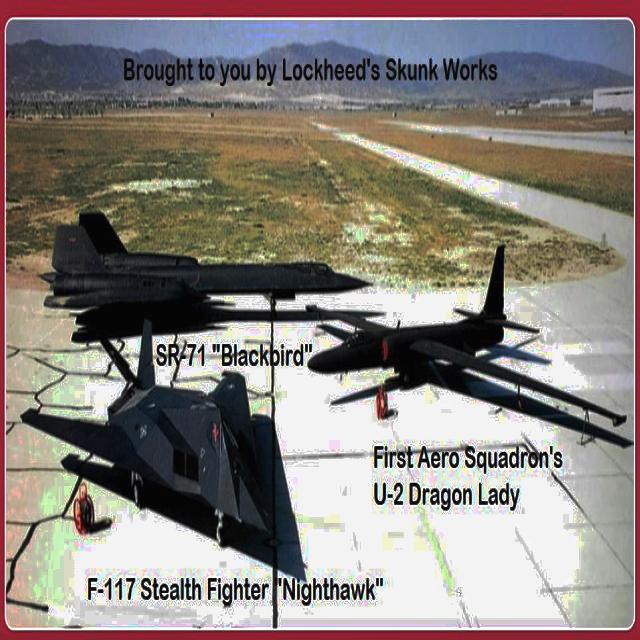 Brought to you by Lockheed's Skunk Works
SR-71 "Blackbird"
First Aero Squadron's
U-2 Dragon Lady
F-117 Stealth Fighter "Nighthawk"